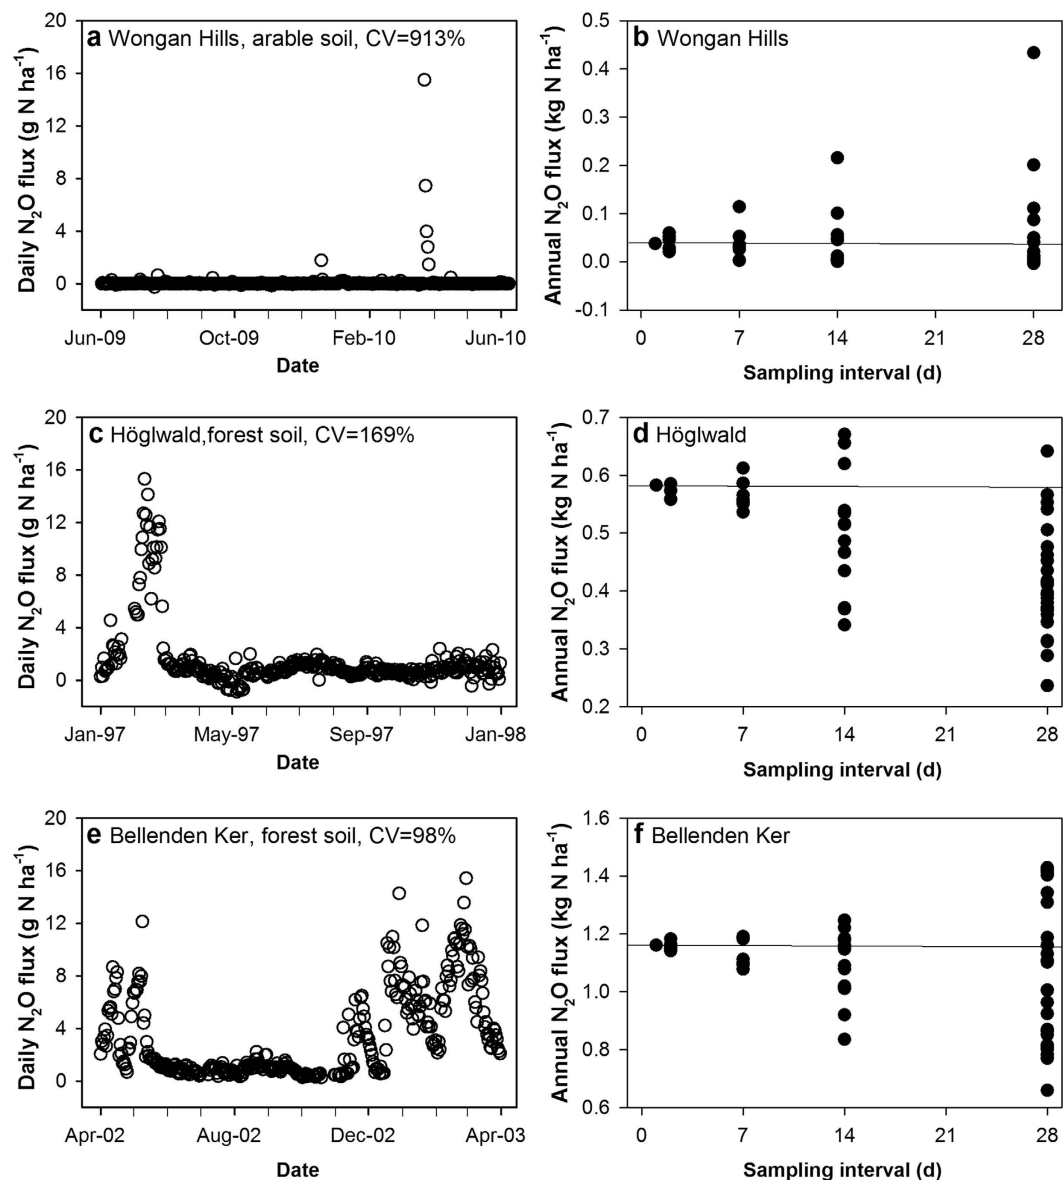 a Wongan Hills, arable soil, CV=913%
Daily N₂O flux (g N ha⁻¹)
20
16
12
8
4
0
Jun-09 Oct-09 Feb-10 Jun-10
Date
b Wongan Hills
Annual N₂O flux (kg N ha⁻¹)
0.5
0.4
0.3
0.2
0.1
0.0
-0.1
0 7 14 21 28
Sampling interval (d)
c Höglwald,forest soil, CV=169%
Daily N₂O flux (g N ha⁻¹)
20
16
12
8
4
0
Jan-97 May-97 Sep-97 Jan-98
Date
d Höglwald
Annual N₂O flux (kg N ha⁻¹)
0.7
0.6
0.5
0.4
0.3
0.2
0 7 14 21 28
Sampling interval (d)
e Bellenden Ker, forest soil, CV=98%
Daily N₂O flux (g N ha⁻¹)
20
16
12
8
4
0
Apr-02 Aug-02 Dec-02 Apr-03
Date
f Bellenden Ker
Annual N₂O flux (kg N ha⁻¹)
1.6
1.4
1.2
1.0
0.8
0.6
0 7 14 21 28
Sampling interval (d)